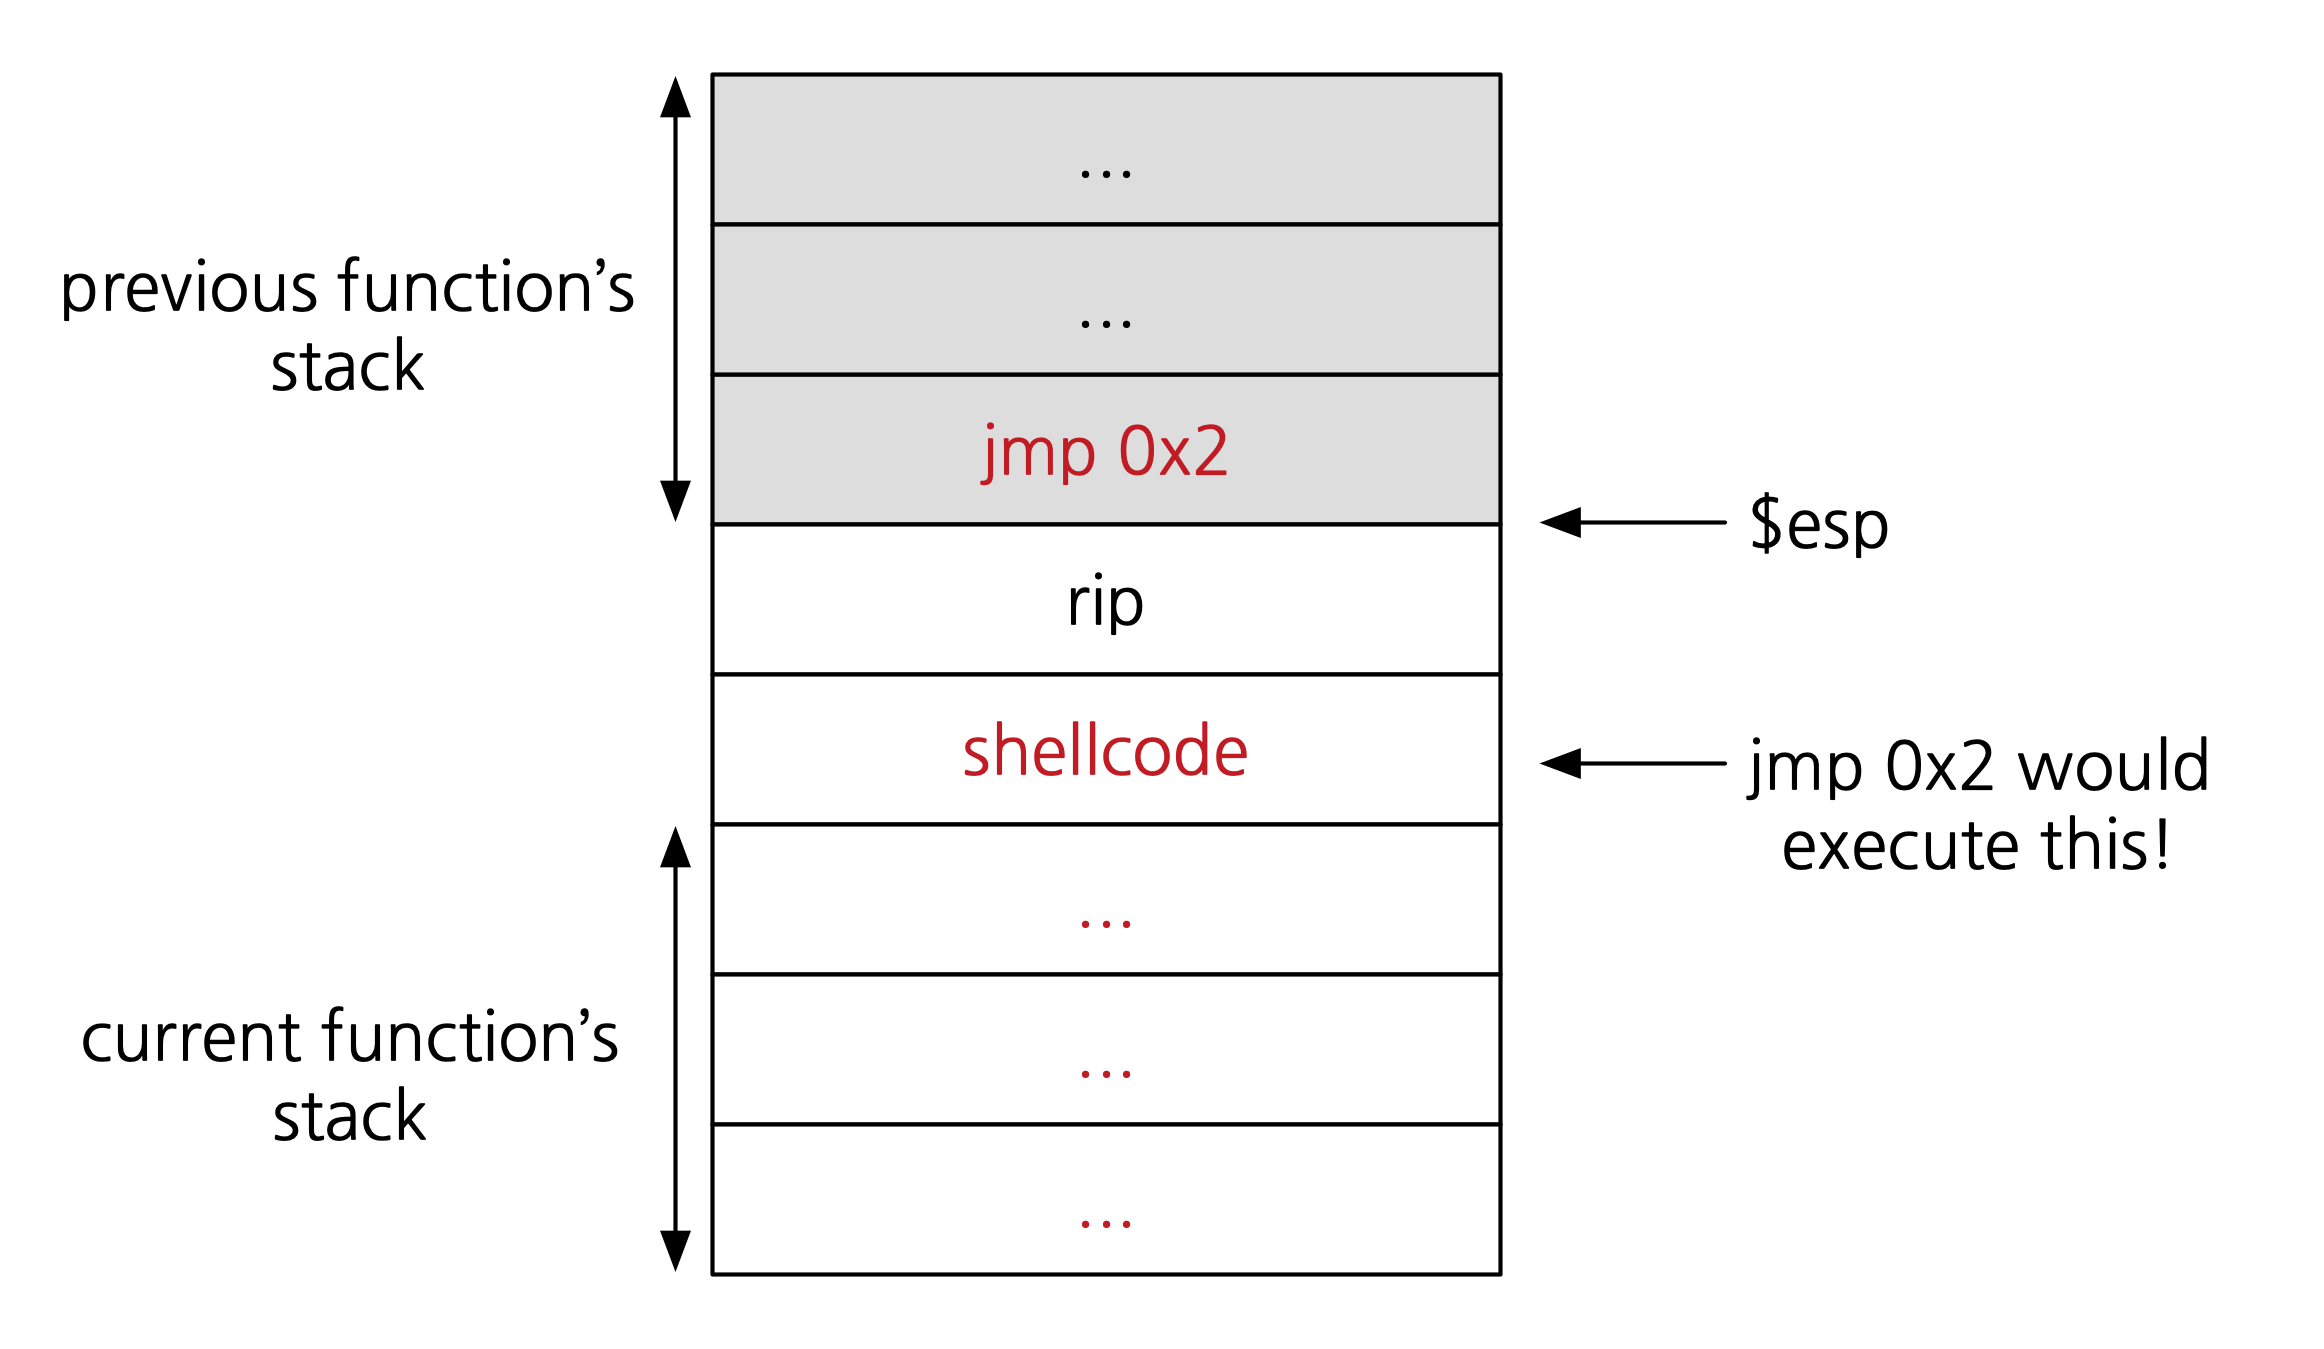 ...
previous function’s
stack
...
jmp 0x2
$esp
rip
shellcode
jmp 0x2 would
execute this!
...
current function’s
stack
...
...